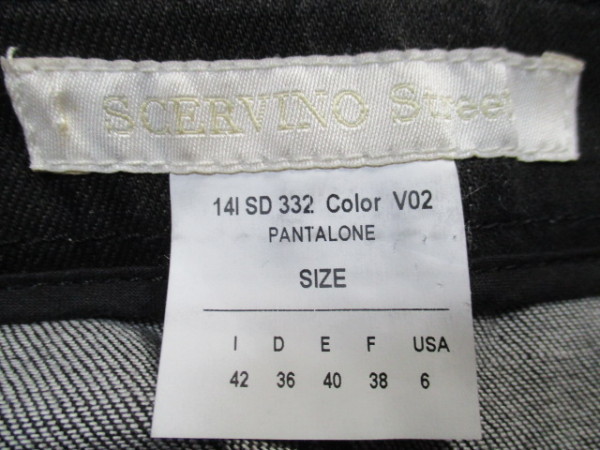 SCERVINO Street
14I SD 332 Color V02
PANTALONE
SIZE
I D E F USA
42 36 40 38 6